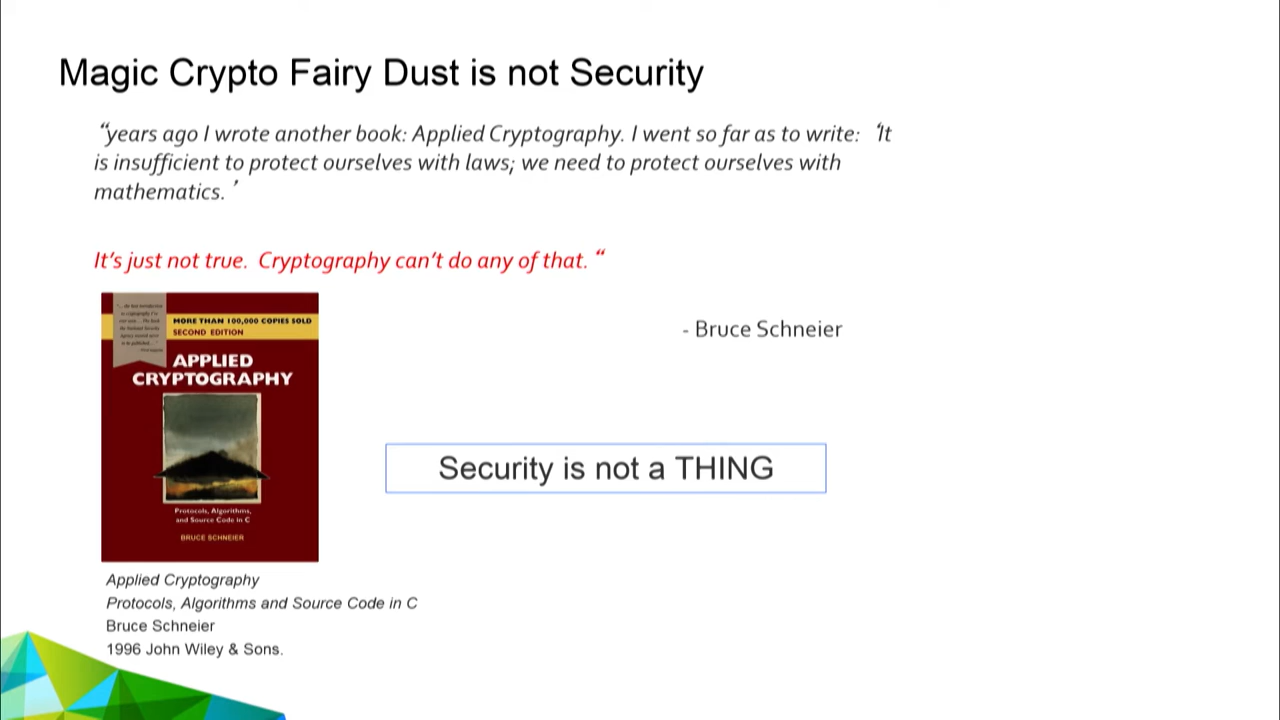 Magic Crypto Fairy Dust is not Security
“years ago I wrote another book: Applied Cryptography. I went so far as to write: ‘It
is insufficient to protect ourselves with laws; we need to protect ourselves with
mathematics.’
It’s just not true.  Cryptography can’t do any of that. “
- Bruce Schneier
MORE THAN 100,000 COPIES SOLD
SECOND EDITION
APPLIED
CRYPTOGRAPHY
Protocols, Algorithms,
and Source Code in C
BRUCE SCHNEIER
Security is not a THING
Applied Cryptography
Protocols, Algorithms and Source Code in C
Bruce Schneier
1996 John Wiley & Sons.